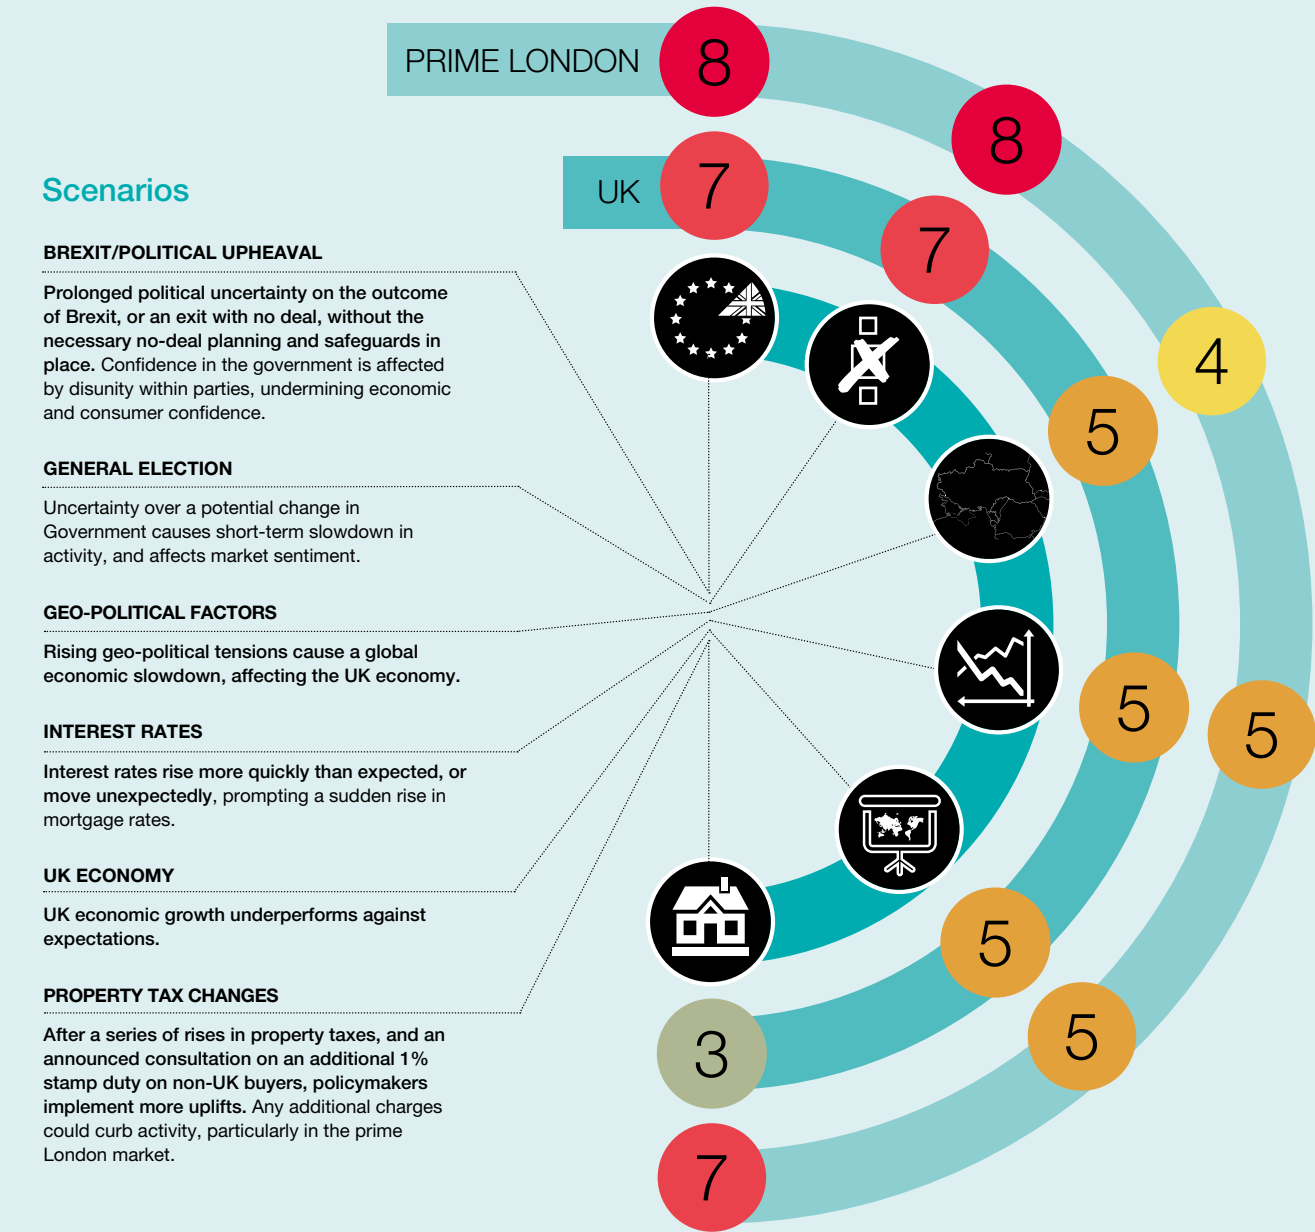 PRIME LONDON
8
8
UK
7
7
4
5
5
5
5
5
3
7
Scenarios
BREXIT/POLITICAL UPHEAVAL
Prolonged political uncertainty on the outcome
of Brexit, or an exit with no deal, without the
necessary no-deal planning and safeguards in
place. Confidence in the government is affected
by disunity within parties, undermining economic
and consumer confidence.
GENERAL ELECTION
Uncertainty over a potential change in
Government causes short-term slowdown in
activity, and affects market sentiment.
GEO-POLITICAL FACTORS
Rising geo-political tensions cause a global
economic slowdown, affecting the UK economy.
INTEREST RATES
Interest rates rise more quickly than expected, or
move unexpectedly, prompting a sudden rise in
mortgage rates.
UK ECONOMY
UK economic growth underperforms against
expectations.
PROPERTY TAX CHANGES
After a series of rises in property taxes, and an
announced consultation on an additional 1%
stamp duty on non-UK buyers, policymakers
implement more uplifts. Any additional charges
could curb activity, particularly in the prime
London market.